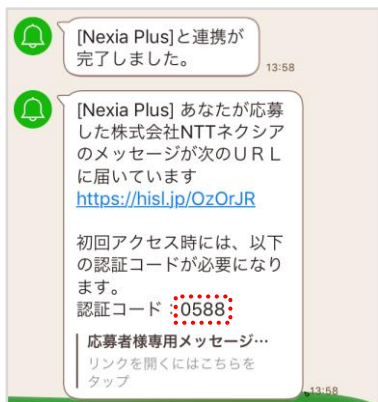 [Nexia Plus]と連携が
完了しました。
13:58
[Nexia Plus] あなたが応募
した株式会社NTTネクシア
のメッセージが次のＵＲＬ
に届いています
https://hisl.jp/OzOrJR
初回アクセス時には、以下
の認証コードが必要になり
ます。
認証コード：0588
応募者様専用メッセージ…
リンクを開くにはこちらを
タップ
13:58